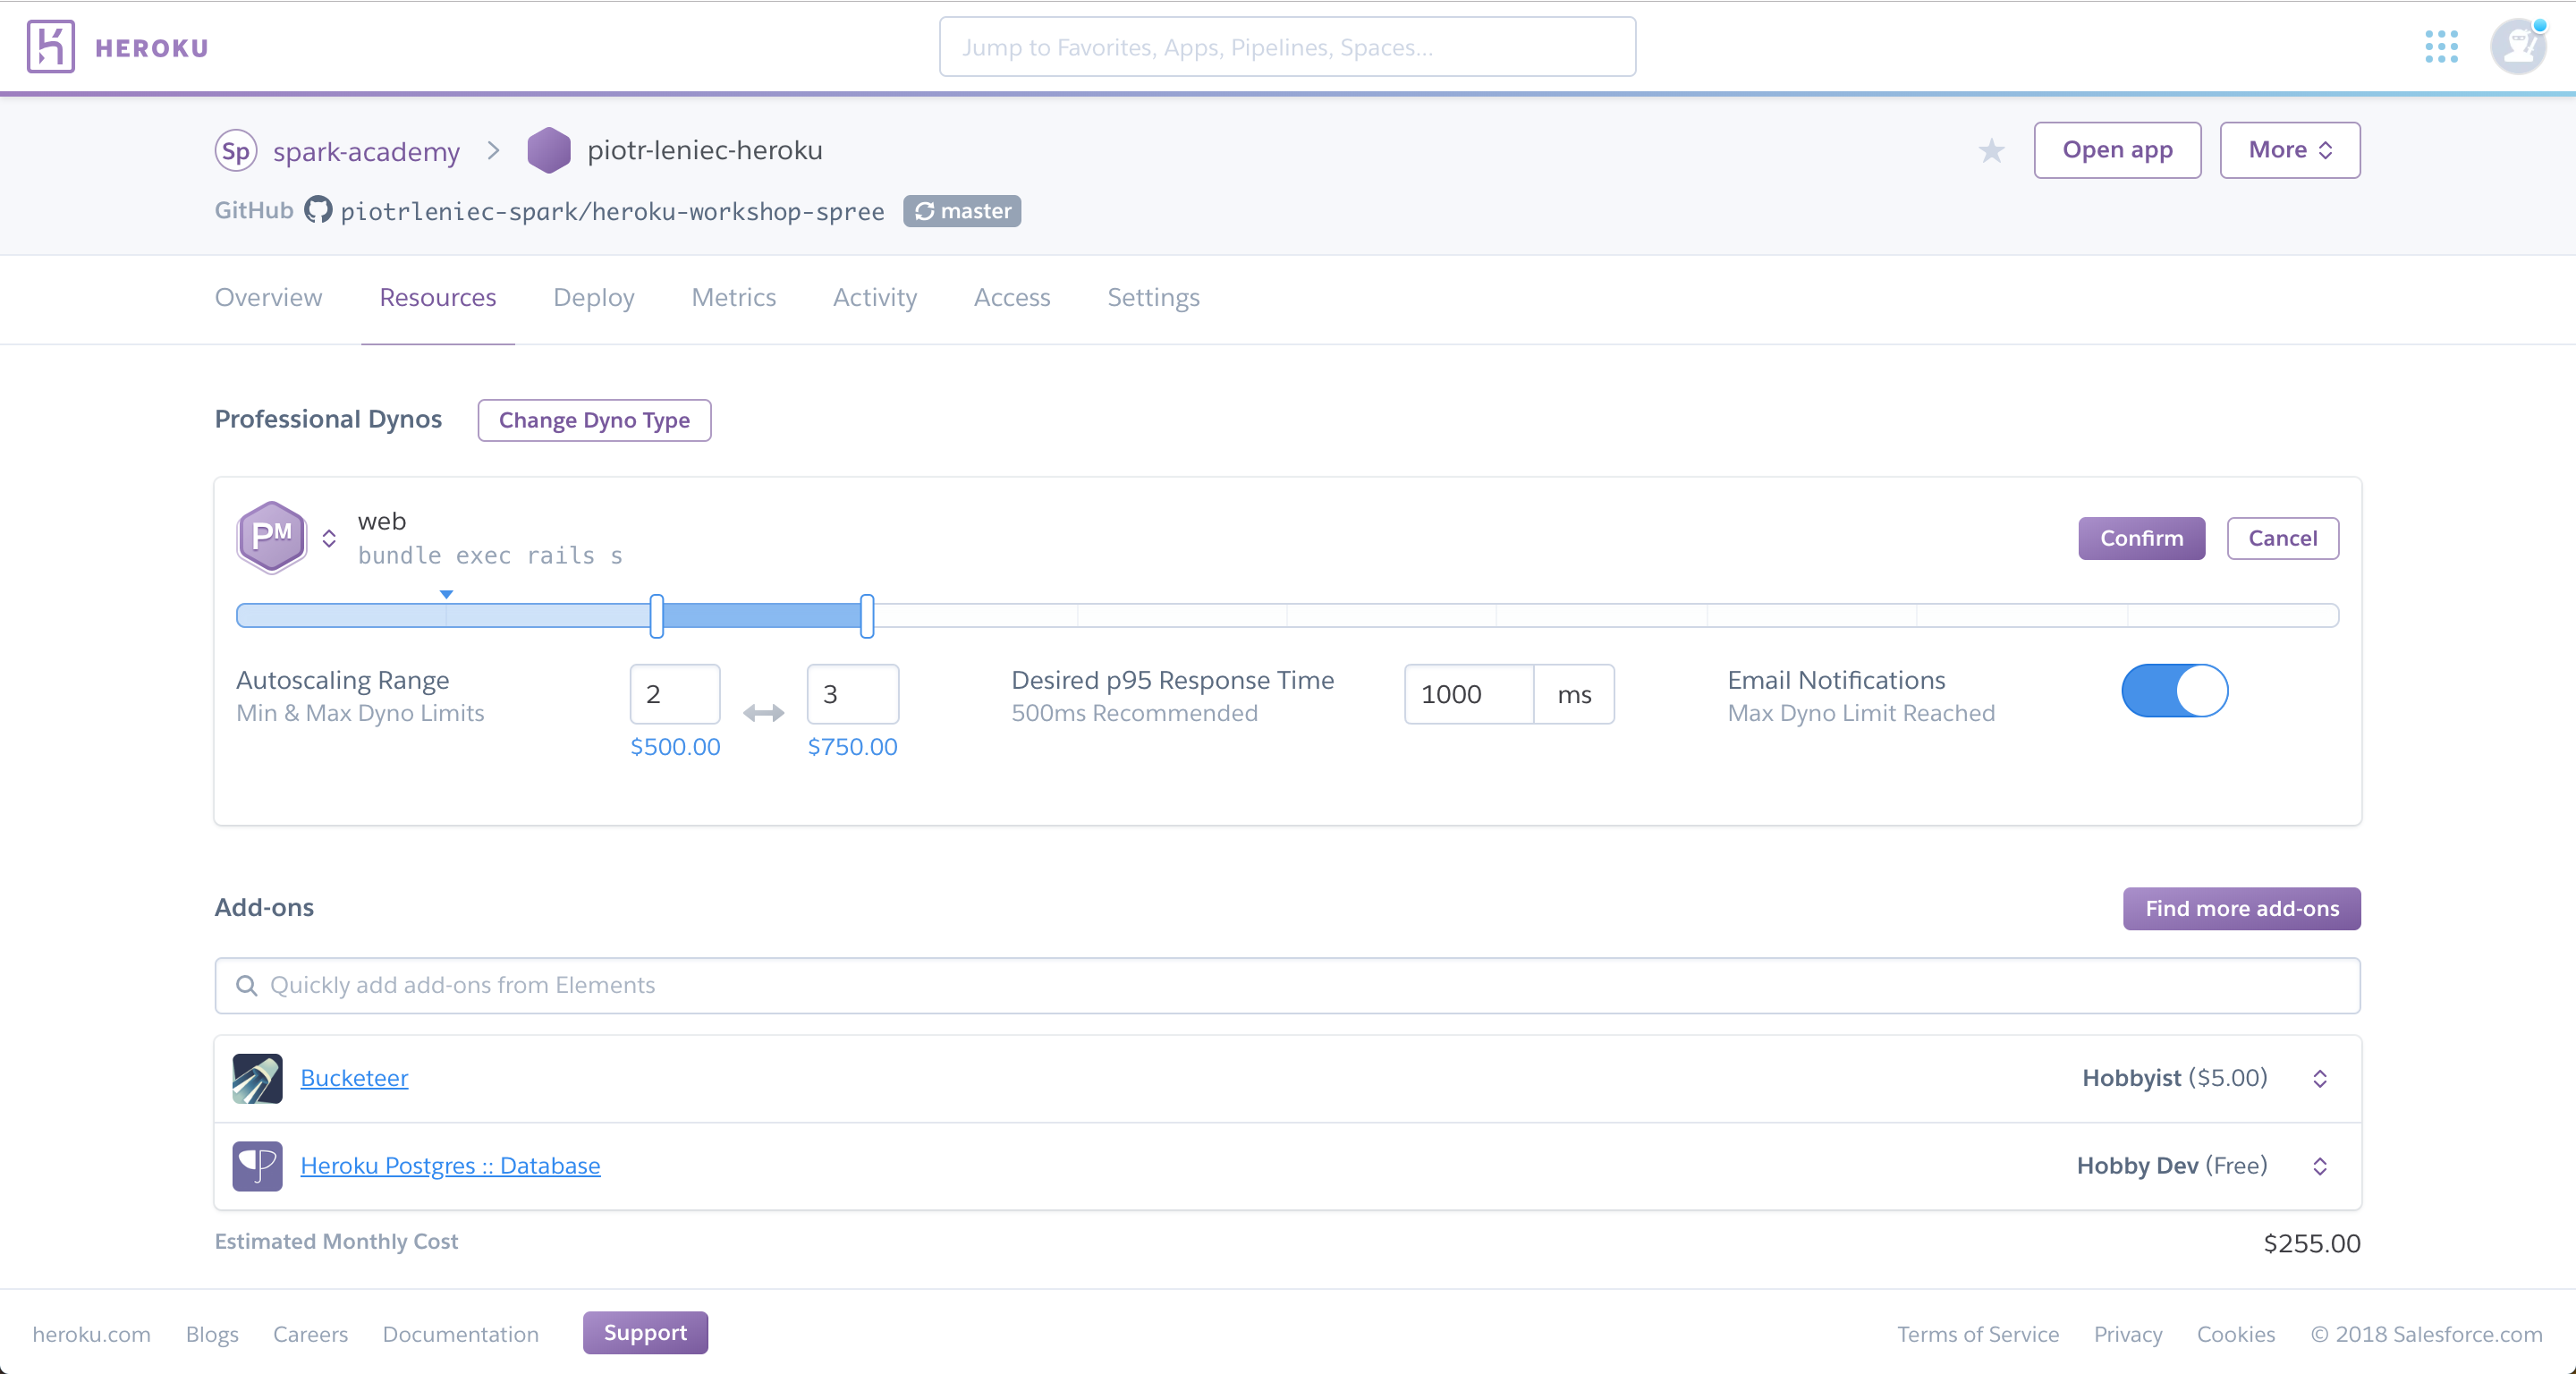 HEROKU
Jump to Favorites, Apps, Pipelines, Spaces...
Sp spark-academy piotr-leniec-heroku
Open app More
GitHub piotrleniec-spark/heroku-workshop-spree master
Overview Resources Deploy Metrics Activity Access Settings
Professional Dynos Change Dyno Type
PM
web
bundle exec rails s
Confirm Cancel
Autoscaling Range
Min & Max Dyno Limits
2 3
$500.00 $750.00
Desired p95 Response Time
500ms Recommended
1000 ms
Email Notifications
Max Dyno Limit Reached
Add-ons
Find more add-ons
Quickly add add-ons from Elements
Bucketeer Hobbyist ($5.00)
Heroku Postgres :: Database Hobby Dev (Free)
Estimated Monthly Cost $255.00
heroku.com Blogs Careers Documentation Support Terms of Service Privacy Cookies © 2018 Salesforce.com